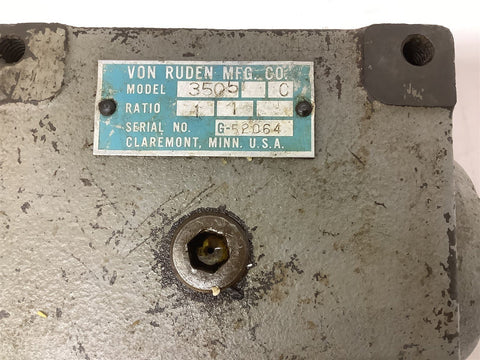 VON RUDEN MFG. CO.
MODEL 3505 C
RATIO 1 1
SERIAL NO. G-52064
CLAREMONT, MINN. U.S.A.